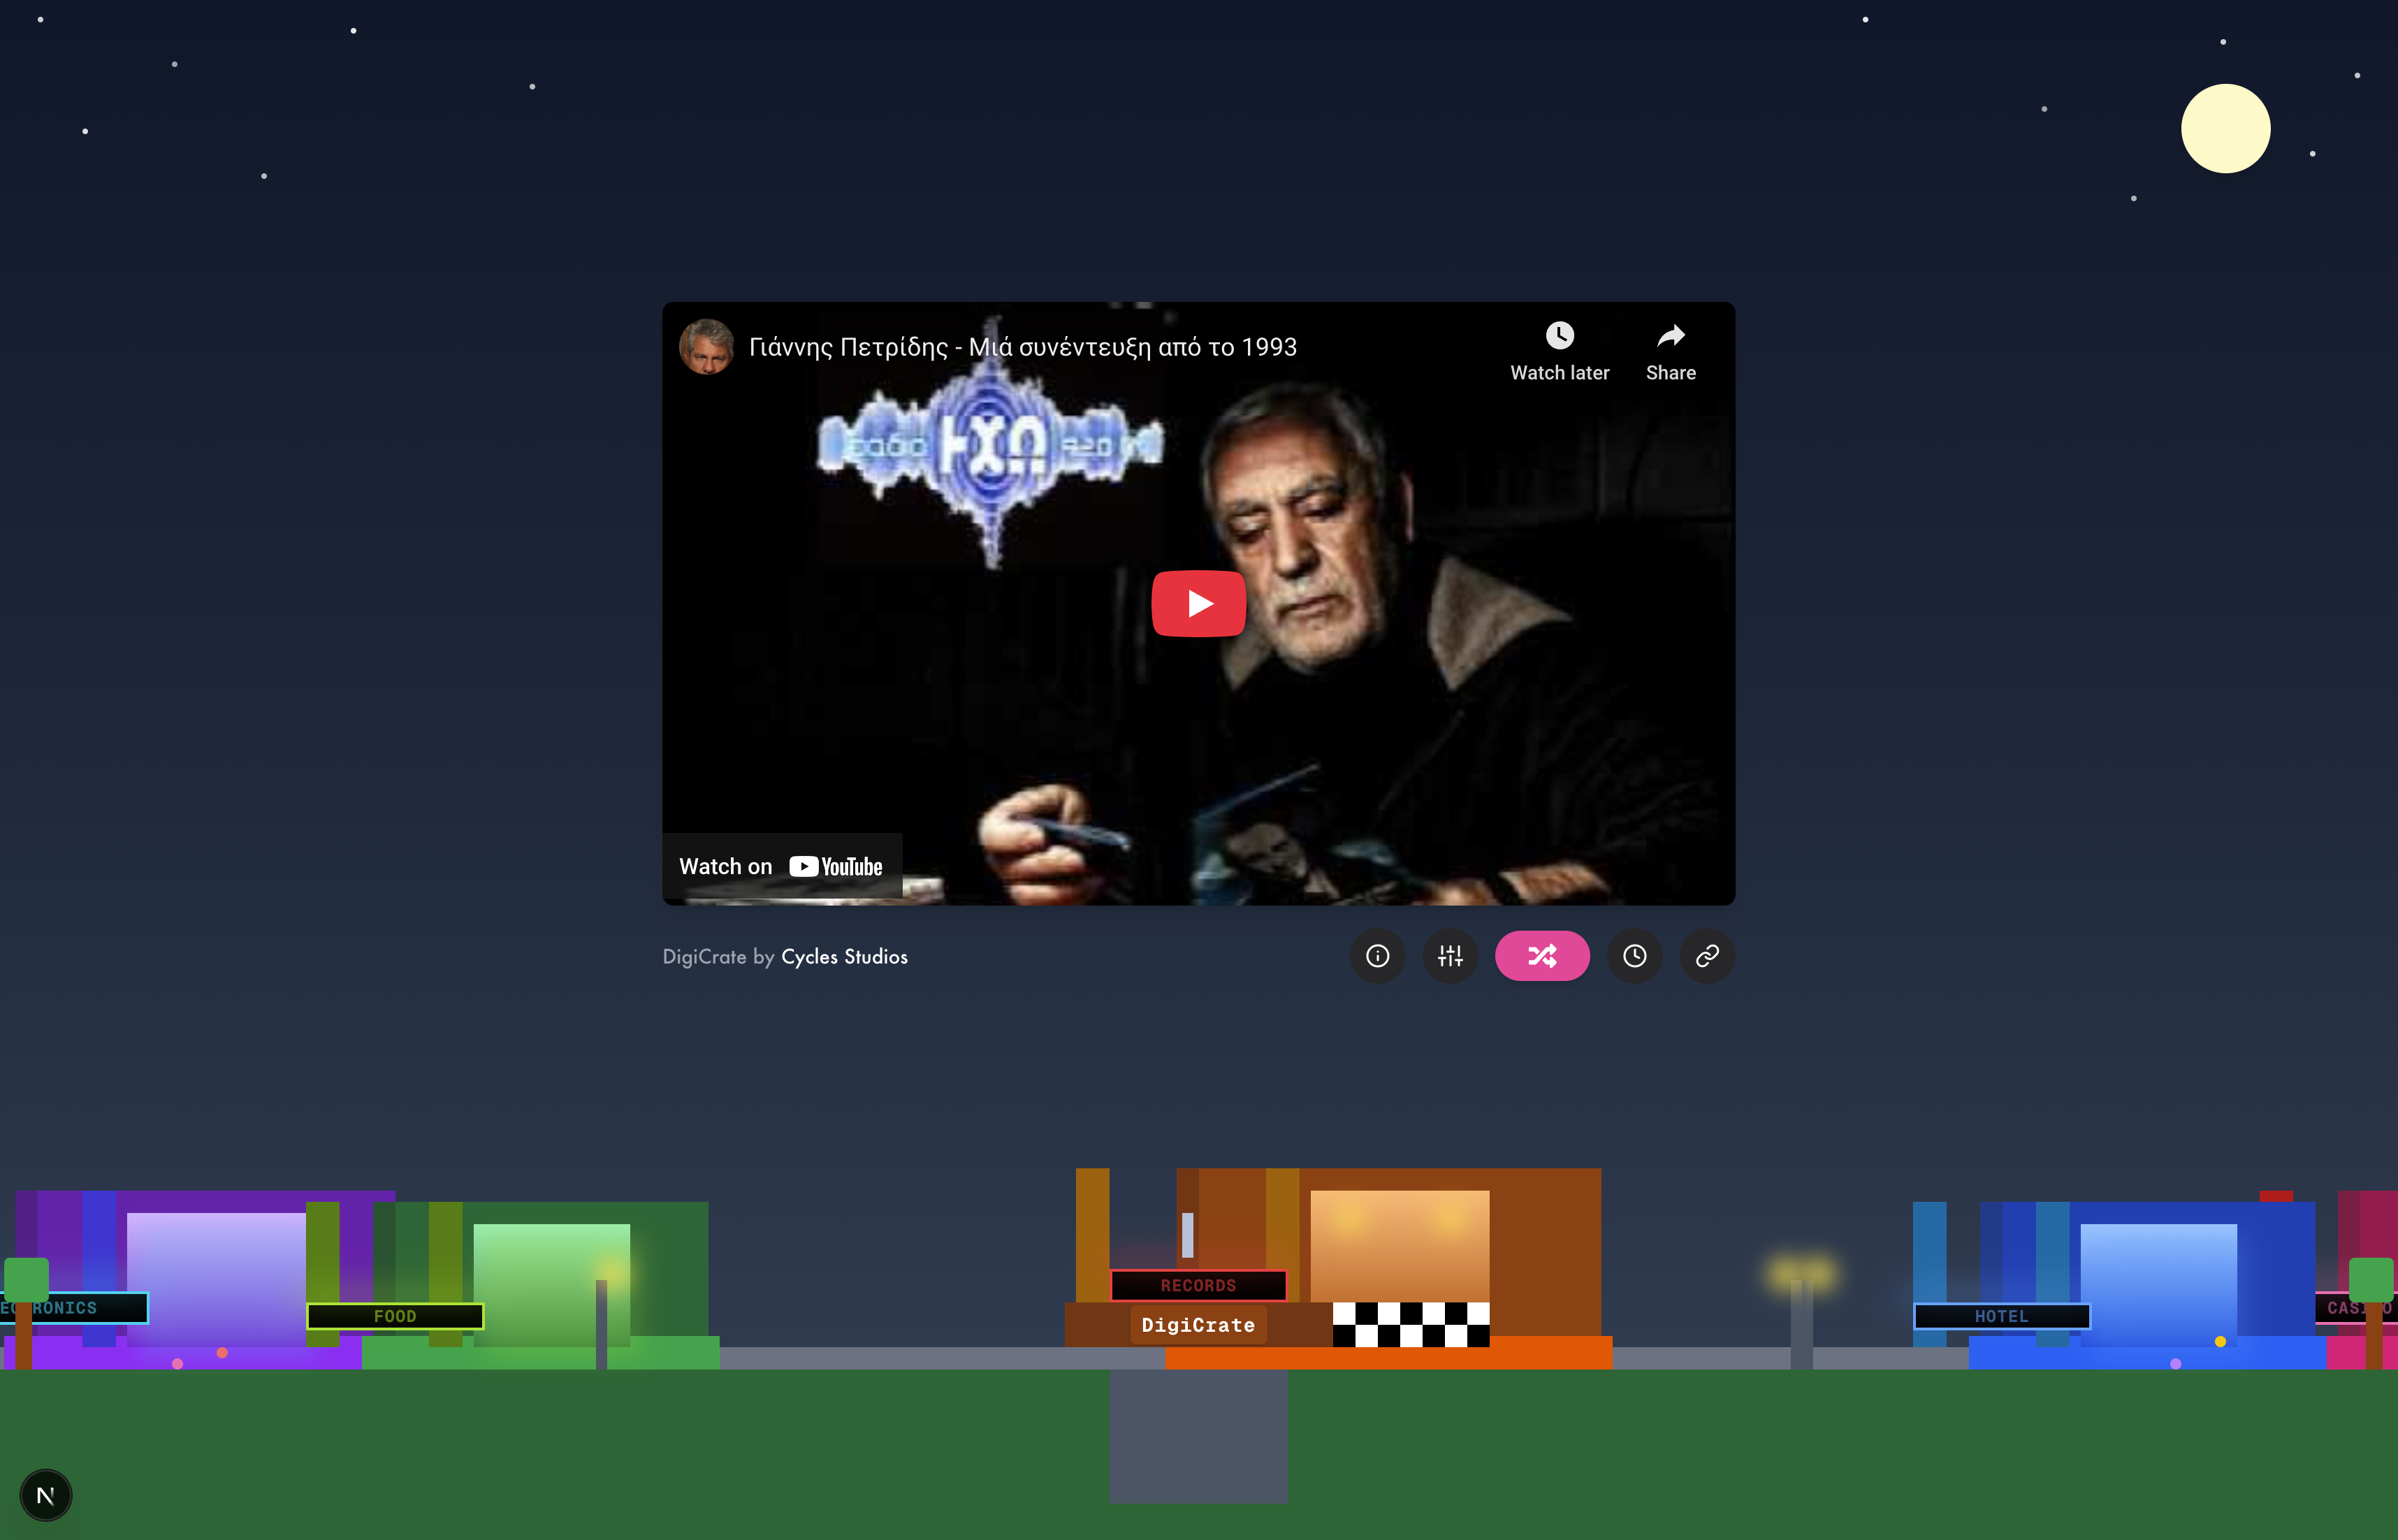 Γιάννης Πετρίδης - Μιά συνέντευξη από το 1993
Watch later
Share
ΗΧΩ
Watch on YouTube
DigiCrate by Cycles Studios
RECORDS
DigiCrate
FOOD
HOTEL
N